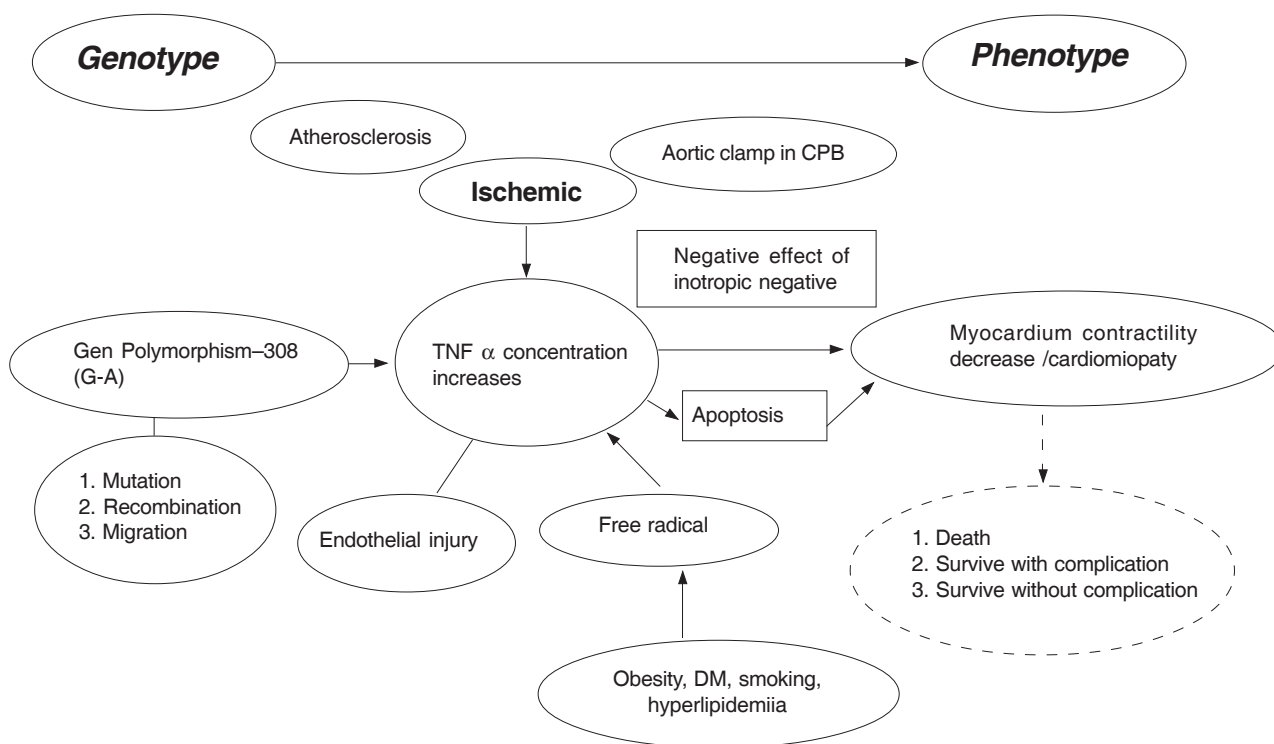 Genotype
Phenotype
Atherosclerosis
Aortic clamp in CPB
Ischemic
Negative effect of
inotropic negative
Gen Polymorphism–308
(G-A)
TNF α concentration
increases
Myocardium contractility
decrease /cardiomiopaty
Apoptosis
1. Mutation
2. Recombination
3. Migration
Endothelial injury
Free radical
1. Death
2. Survive with complication
3. Survive without complication
Obesity, DM, smoking,
hyperlipidemiia